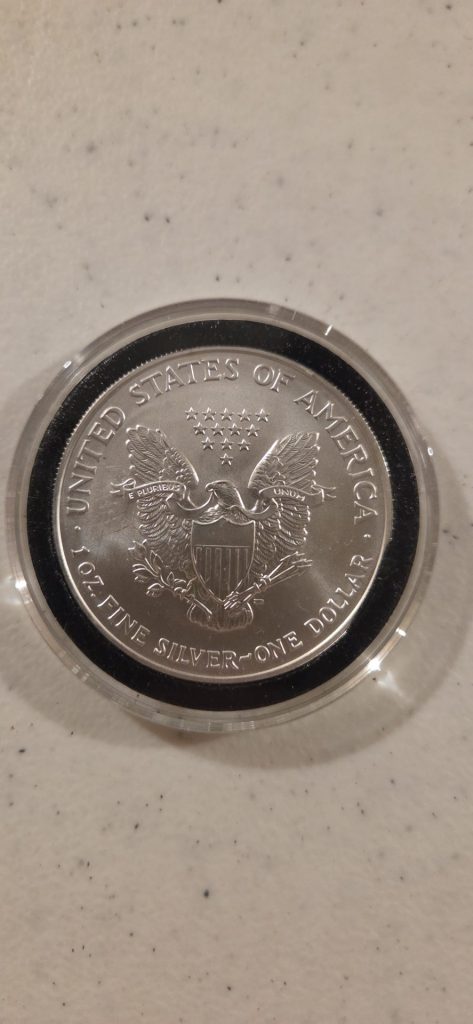 UNITED STATES OF AMERICA
E PLURIBUS UNUM
1 OZ. FINE SILVER~ONE DOLLAR